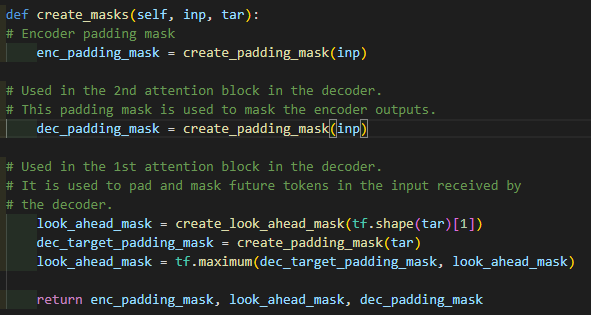 def create_masks(self, inp, tar):
# Encoder padding mask
    enc_padding_mask = create_padding_mask(inp)

# Used in the 2nd attention block in the decoder.
# This padding mask is used to mask the encoder outputs.
    dec_padding_mask = create_padding_mask(inp)

# Used in the 1st attention block in the decoder.
# It is used to pad and mask future tokens in the input received by
# the decoder.
    look_ahead_mask = create_look_ahead_mask(tf.shape(tar)[1])
    dec_target_padding_mask = create_padding_mask(tar)
    look_ahead_mask = tf.maximum(dec_target_padding_mask, look_ahead_mask)

    return enc_padding_mask, look_ahead_mask, dec_padding_mask